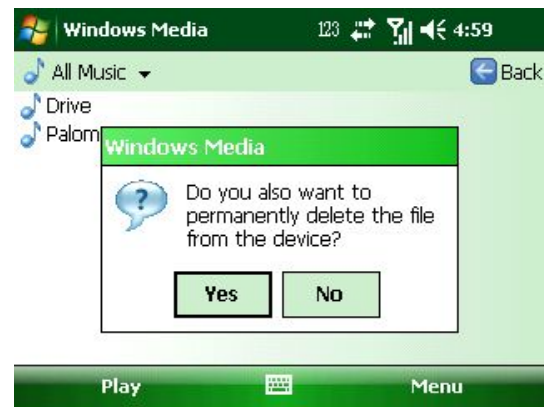 Windows Media 123 4:59
All Music Back
Drive
Palom
Windows Media
Do you also want to
permanently delete the file
from the device?
Yes No
Play Menu